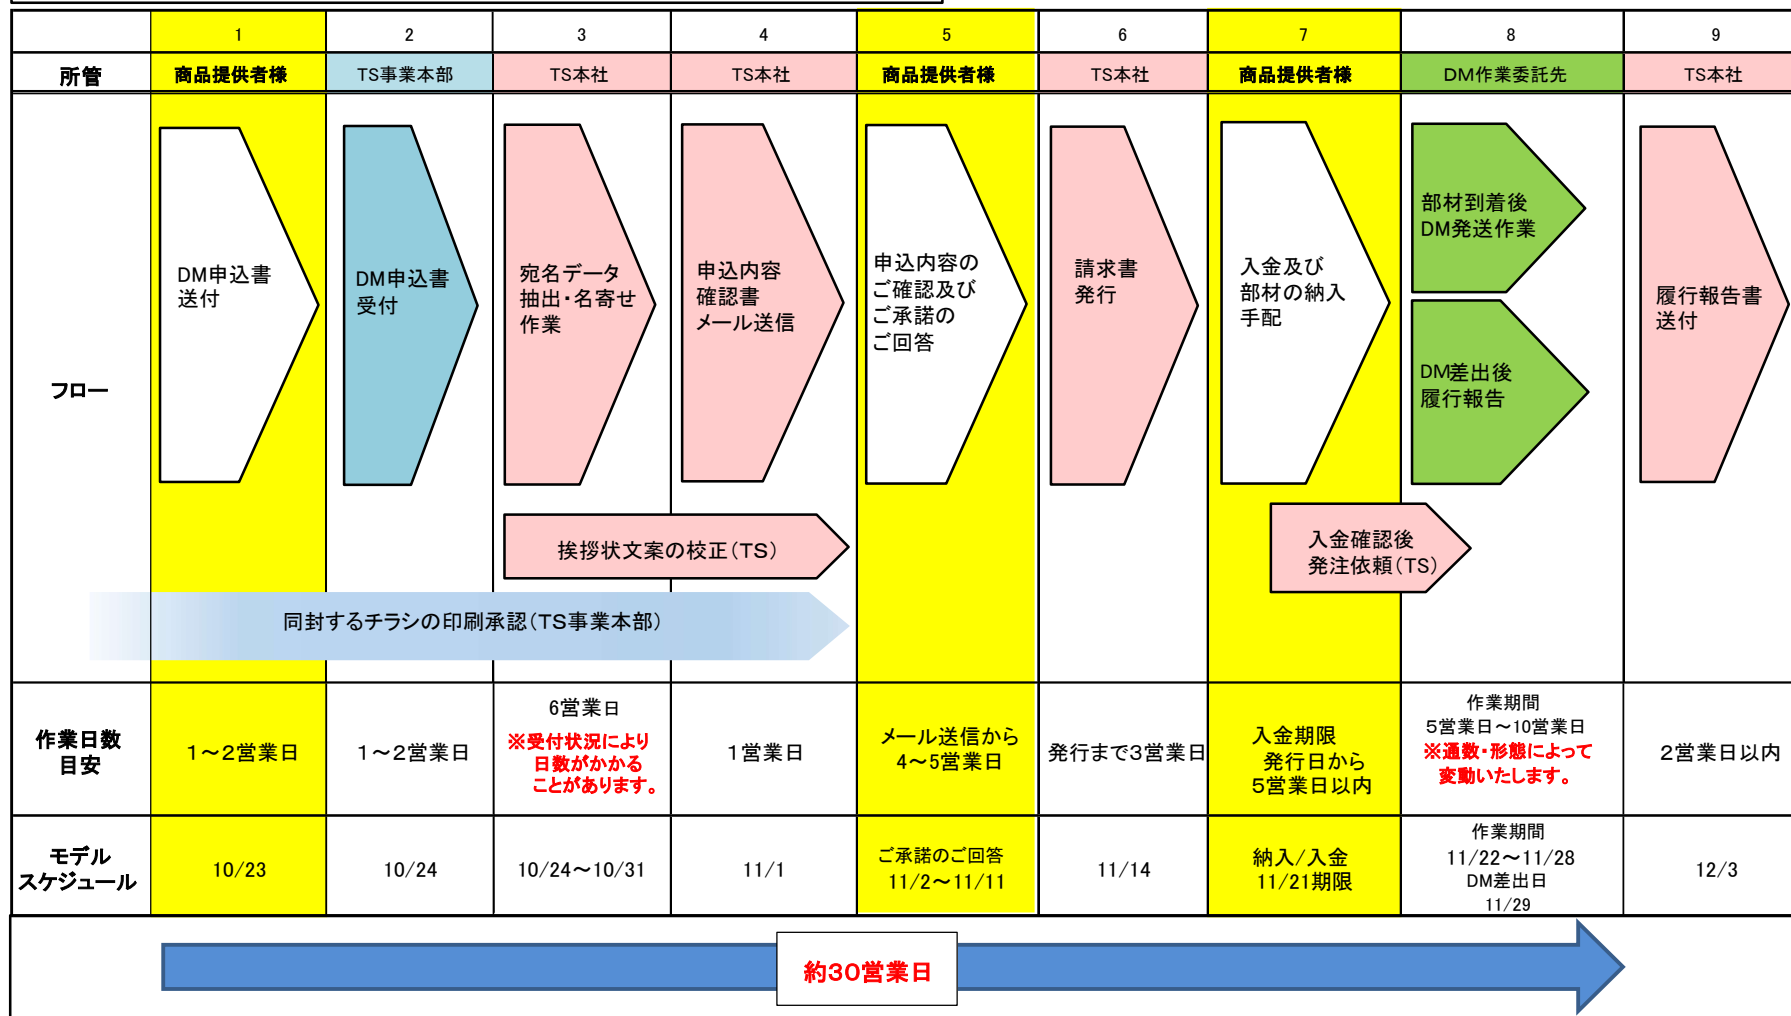 1
2
3
4
5
6
7
8
9
所管
商品提供者様
TS事業本部
TS本社
TS本社
商品提供者様
TS本社
商品提供者様
DM作業委託先
TS本社
フロー
DM申込書
送付
DM申込書
受付
宛名データ
抽出・名寄せ
作業
申込内容
確認書
メール送信
申込内容の
ご確認及び
ご承諾の
ご回答
請求書
発行
入金及び
部材の納入
手配
部材到着後
DM発送作業
DM差出後
履行報告
履行報告書
送付
挨拶状文案の校正(TS)
入金確認後
発注依頼(TS)
同封するチラシの印刷承認(TS事業本部)
作業日数
目安
1～2営業日
1～2営業日
6営業日
※受付状況により
日数がかかる
ことがあります。
1営業日
メール送信から
4～5営業日
発行まで3営業日
入金期限
発行日から
5営業日以内
作業期間
5営業日～10営業日
※通数・形態によって
変動いたします。
2営業日以内
モデル
スケジュール
10/23
10/24
10/24～10/31
11/1
ご承諾のご回答
11/2～11/11
11/14
納入/入金
11/21期限
作業期間
11/22～11/28
DM差出日
11/29
12/3
約30営業日